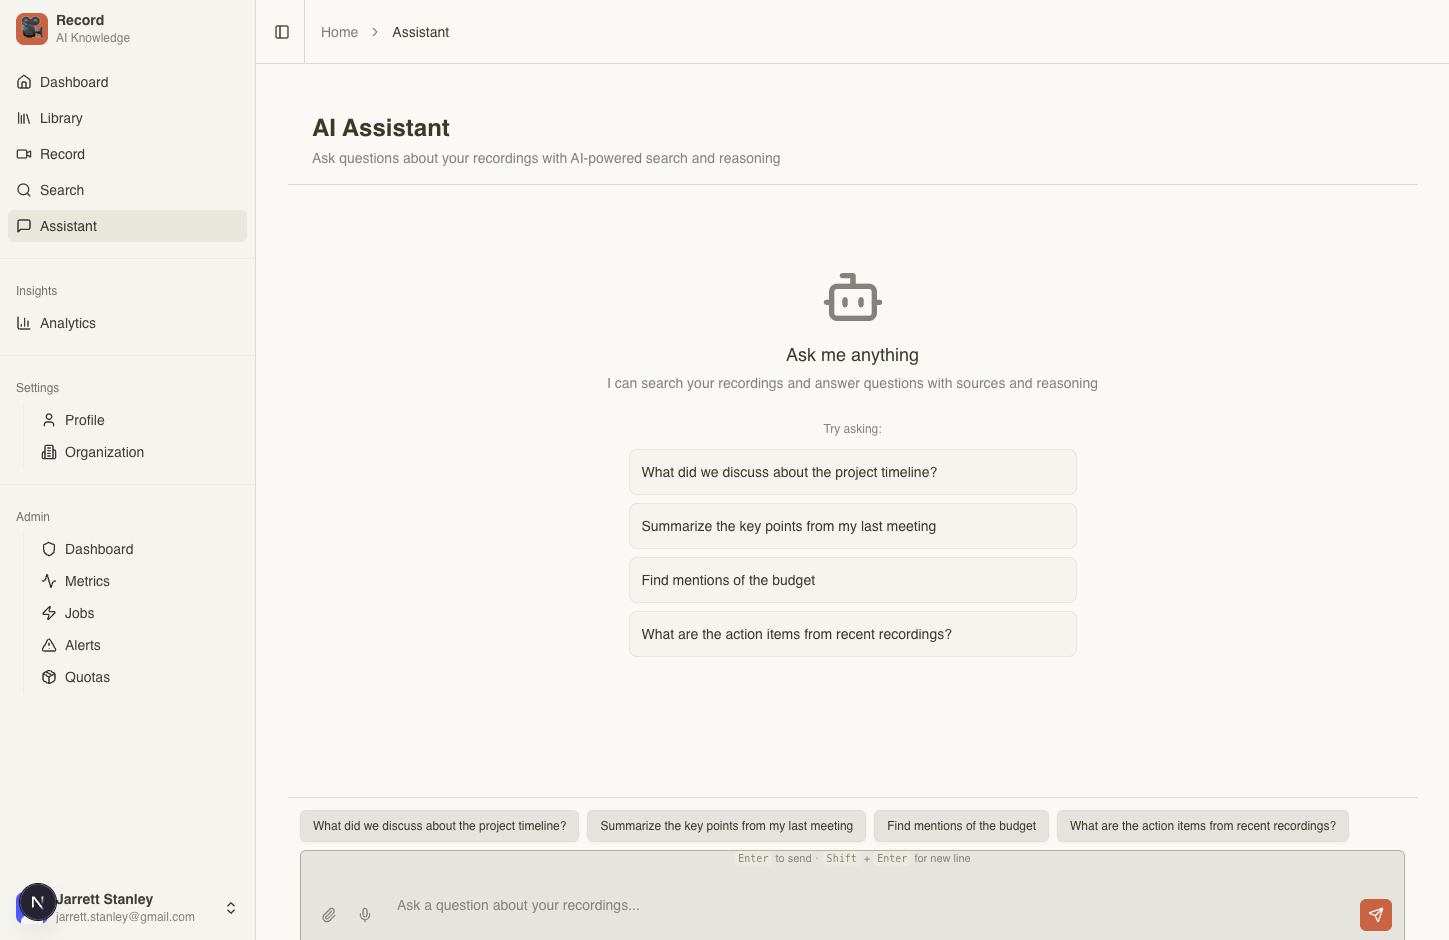 Record
AI Knowledge
Dashboard
Library
Record
Search
Assistant
Insights
Analytics
Settings
Profile
Organization
Admin
Dashboard
Metrics
Jobs
Alerts
Quotas
N
Jarrett Stanley
jarrett.stanley@gmail.com
Home > Assistant
AI Assistant
Ask questions about your recordings with AI-powered search and reasoning
Ask me anything
I can search your recordings and answer questions with sources and reasoning
Try asking:
What did we discuss about the project timeline?
Summarize the key points from my last meeting
Find mentions of the budget
What are the action items from recent recordings?
What did we discuss about the project timeline? Summarize the key points from my last meeting Find mentions of the budget What are the action items from recent recordings?
Enter to send · Shift + Enter for new line
Ask a question about your recordings...